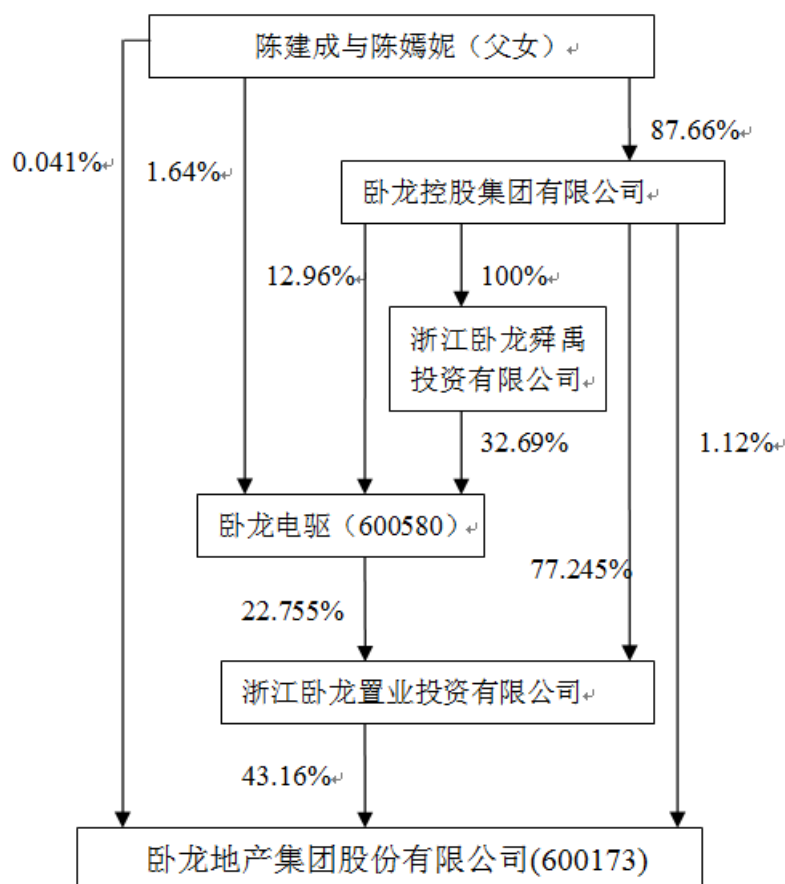 陈建成与陈嫣妮（父女）
87.66%
0.041%
1.64%
卧龙控股集团有限公司
12.96%
100%
浙江卧龙舜禹
投资有限公司
32.69%
1.12%
卧龙电驱（600580）
77.245%
22.755%
浙江卧龙置业投资有限公司
43.16%
卧龙地产集团股份有限公司(600173)